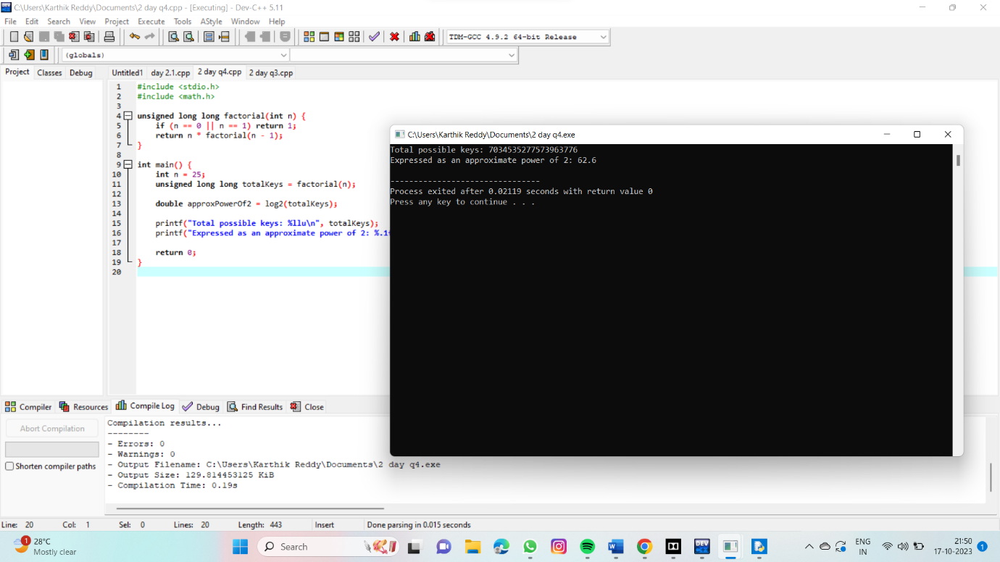 C:\Users\Karthik Reddy\Documents\2 day q4.cpp - [Executing] - Dev-C++ 5.11
File Edit Search View Project Execute Tools AStyle Window Help
TDM-GCC 4.9.2 64-bit Release
(globals)
Project Classes Debug
Untitled1 day 2.1.cpp 2 day q4.cpp 2 day q3.cpp
1 #include <stdio.h>
2 #include <math.h>
3
4 unsigned long long factorial(int n) {
5 if (n == 0 || n == 1) return 1;
6 return n * factorial(n - 1);
7 }
8
9 int main() {
10 int n = 25;
11 unsigned long long totalKeys = factorial(n);
12
13 double approxPowerOf2 = log2(totalKeys);
14
15 printf("Total possible keys: %llu\n", totalKeys);
16 printf("Expressed as an approximate power of 2: %.1
17
18 return 0;
19 }
20
C:\Users\Karthik Reddy\Documents\2 day q4.exe
Total possible keys: 7034535277573963776
Expressed as an approximate power of 2: 62.6
--------------------------------
Process exited after 0.02119 seconds with return value 0
Press any key to continue . . .
Compiler Resources Compile Log Debug Find Results Close
Abort Compilation
Shorten compiler paths
Compilation results...
--------
- Errors: 0
- Warnings: 0
- Output Filename: C:\Users\Karthik Reddy\Documents\2 day q4.exe
- Output Size: 129.814453125 KiB
- Compilation Time: 0.19s
Line: 20 Col: 1 Sel: 0 Lines: 20 Length: 443 Insert Done parsing in 0.015 seconds
1
28°C
Mostly clear
Search
DEV
ENG
IN
21:50
17-10-2023
1